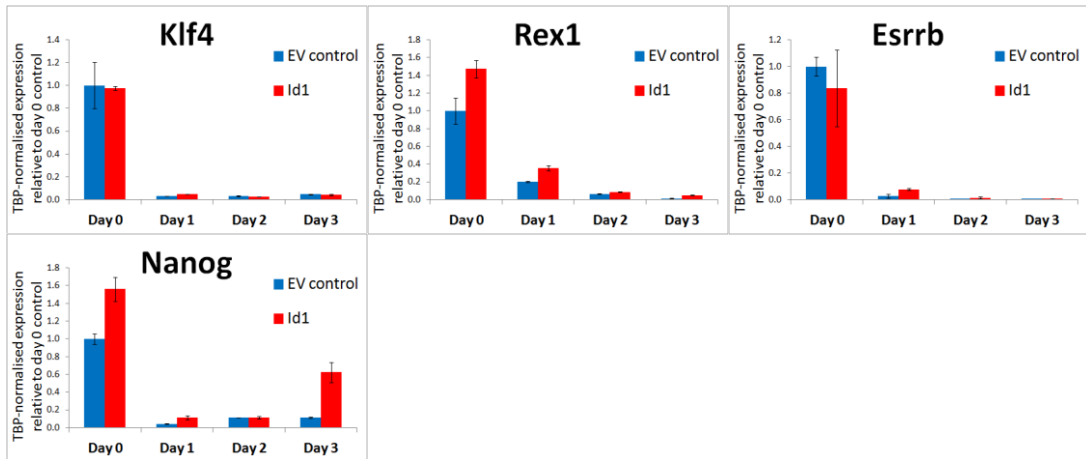 Klf4
TBP-normalised expression
relative to day 0 control
1.4
1.2
1.0
0.8
0.6
0.4
0.2
0.0
EV control
Id1
Day 0 Day 1 Day 2 Day 3
Rex1
TBP-normalised expression
relative to day 0 control
1.8
1.6
1.4
1.2
1.0
0.8
0.6
0.4
0.2
0.0
EV control
Id1
Day 0 Day 1 Day 2 Day 3
Esrrb
TBP-normalised expression
relative to day 0 control
1.2
1.0
0.8
0.6
0.4
0.2
0.0
EV control
Id1
Day 0 Day 1 Day 2 Day 3
Nanog
TBP-normalised expression
relative to day 0 control
1.8
1.6
1.4
1.2
1.0
0.8
0.6
0.4
0.2
0.0
EV control
Id1
Day 0 Day 1 Day 2 Day 3